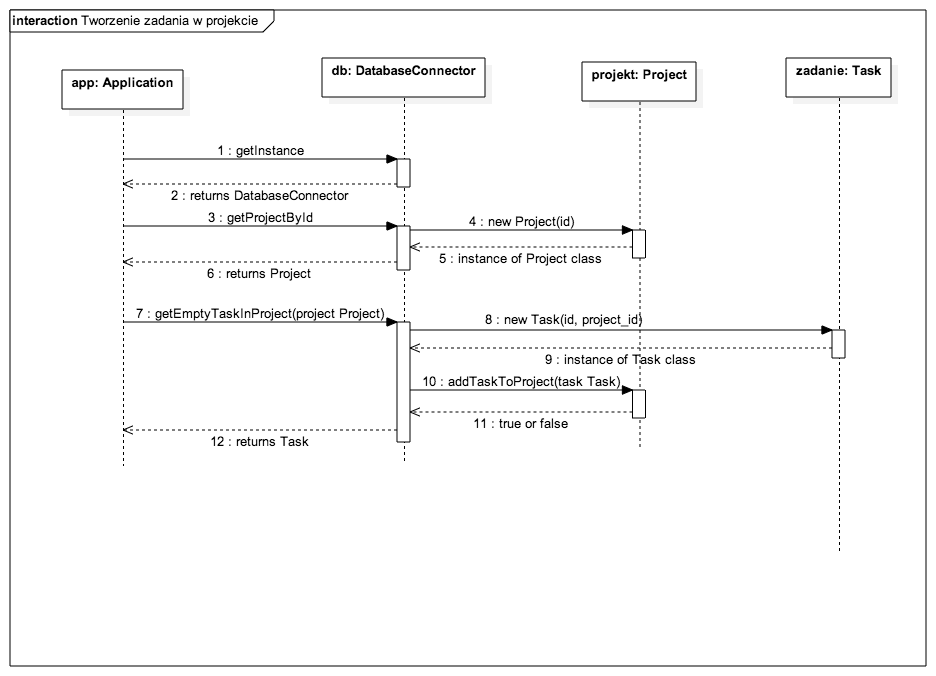 interaction Tworzenie zadania w projekcie
app: Application
db: DatabaseConnector
projekt: Project
zadanie: Task
1 : getInstance
2 : returns DatabaseConnector
3 : getProjectById
4 : new Project(id)
5 : instance of Project class
6 : returns Project
7 : getEmptyTaskInProject(project Project)
8 : new Task(id, project_id)
9 : instance of Task class
10 : addTaskToProject(task Task)
11 : true or false
12 : returns Task